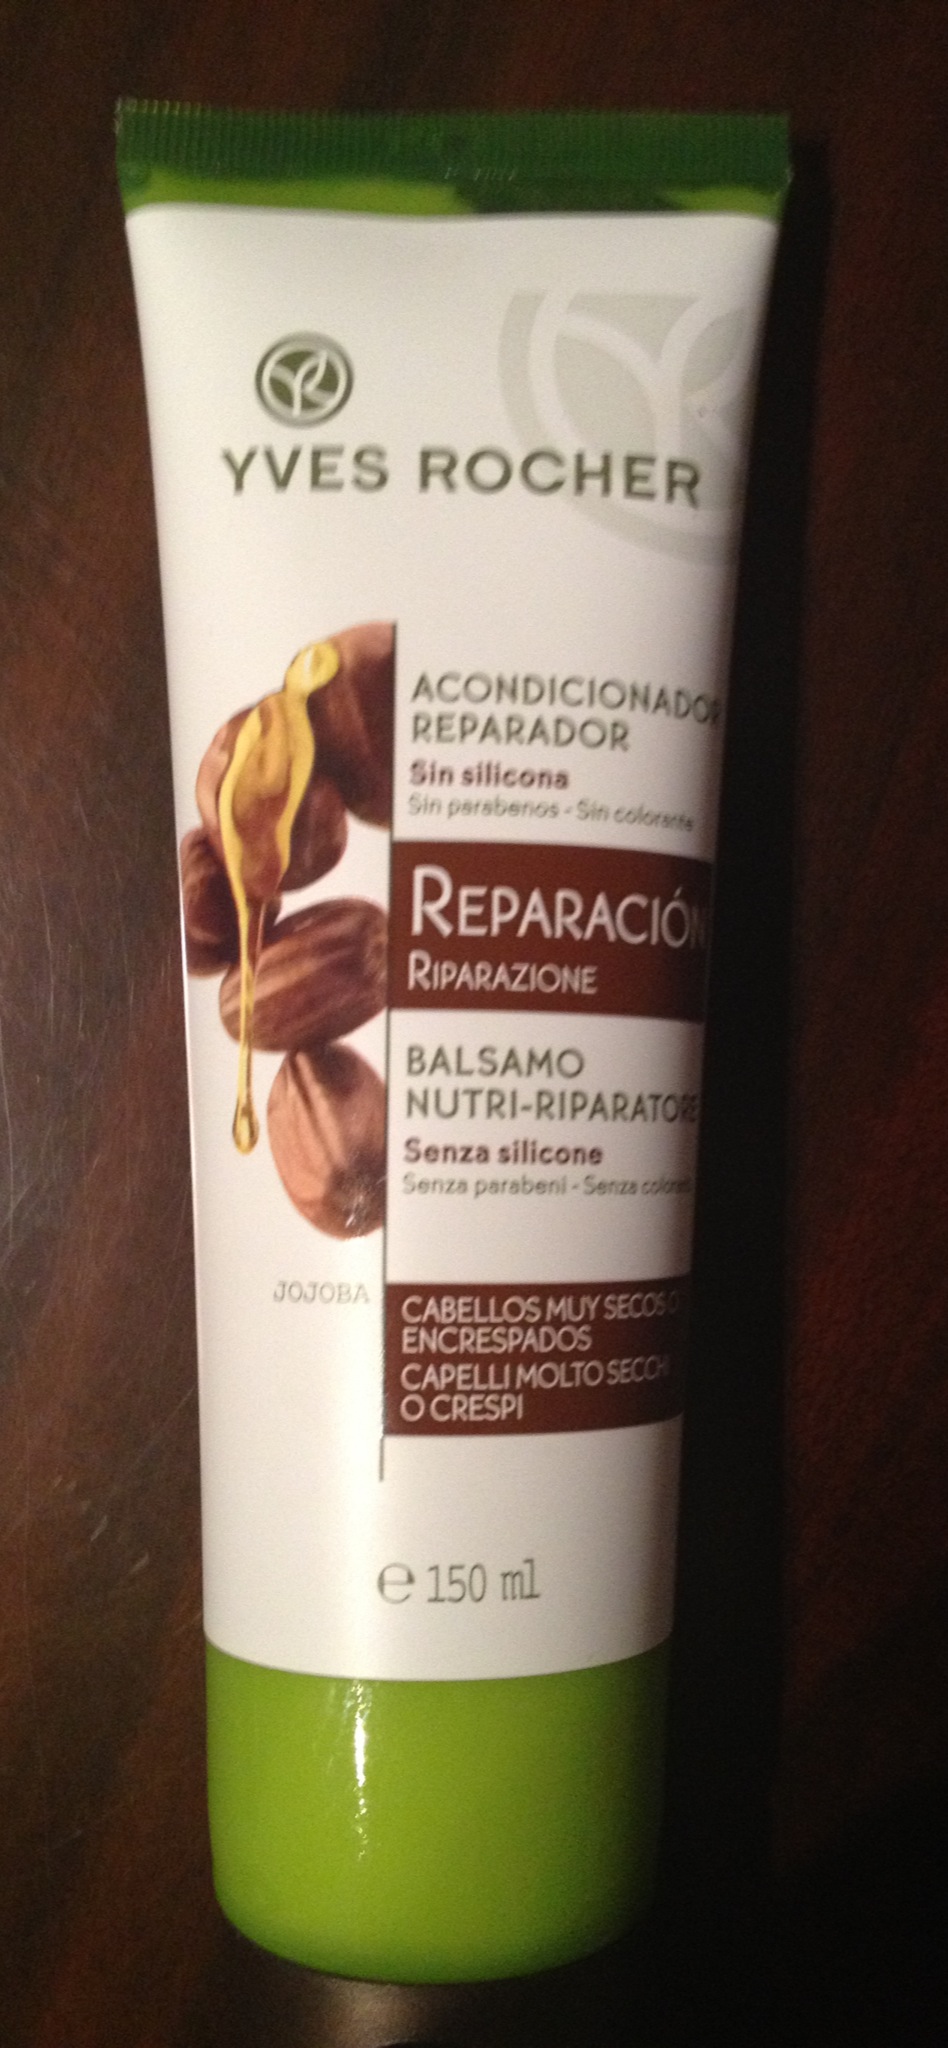 YVES ROCHER
ACONDICIONADOR
REPARADOR
Sin silicona
Sin parabenos - Sin colorante
REPARACIÓN
RIPARAZIONE
BALSAMO
NUTRI-RIPARATORE
Senza silicone
Senza parabeni - Senza
JOJOBA
CABELLOS MUY SECOS O
ENCRESPADOS
CAPELLI MOLTO SECCHI
O CRESPI
℮ 150 ml